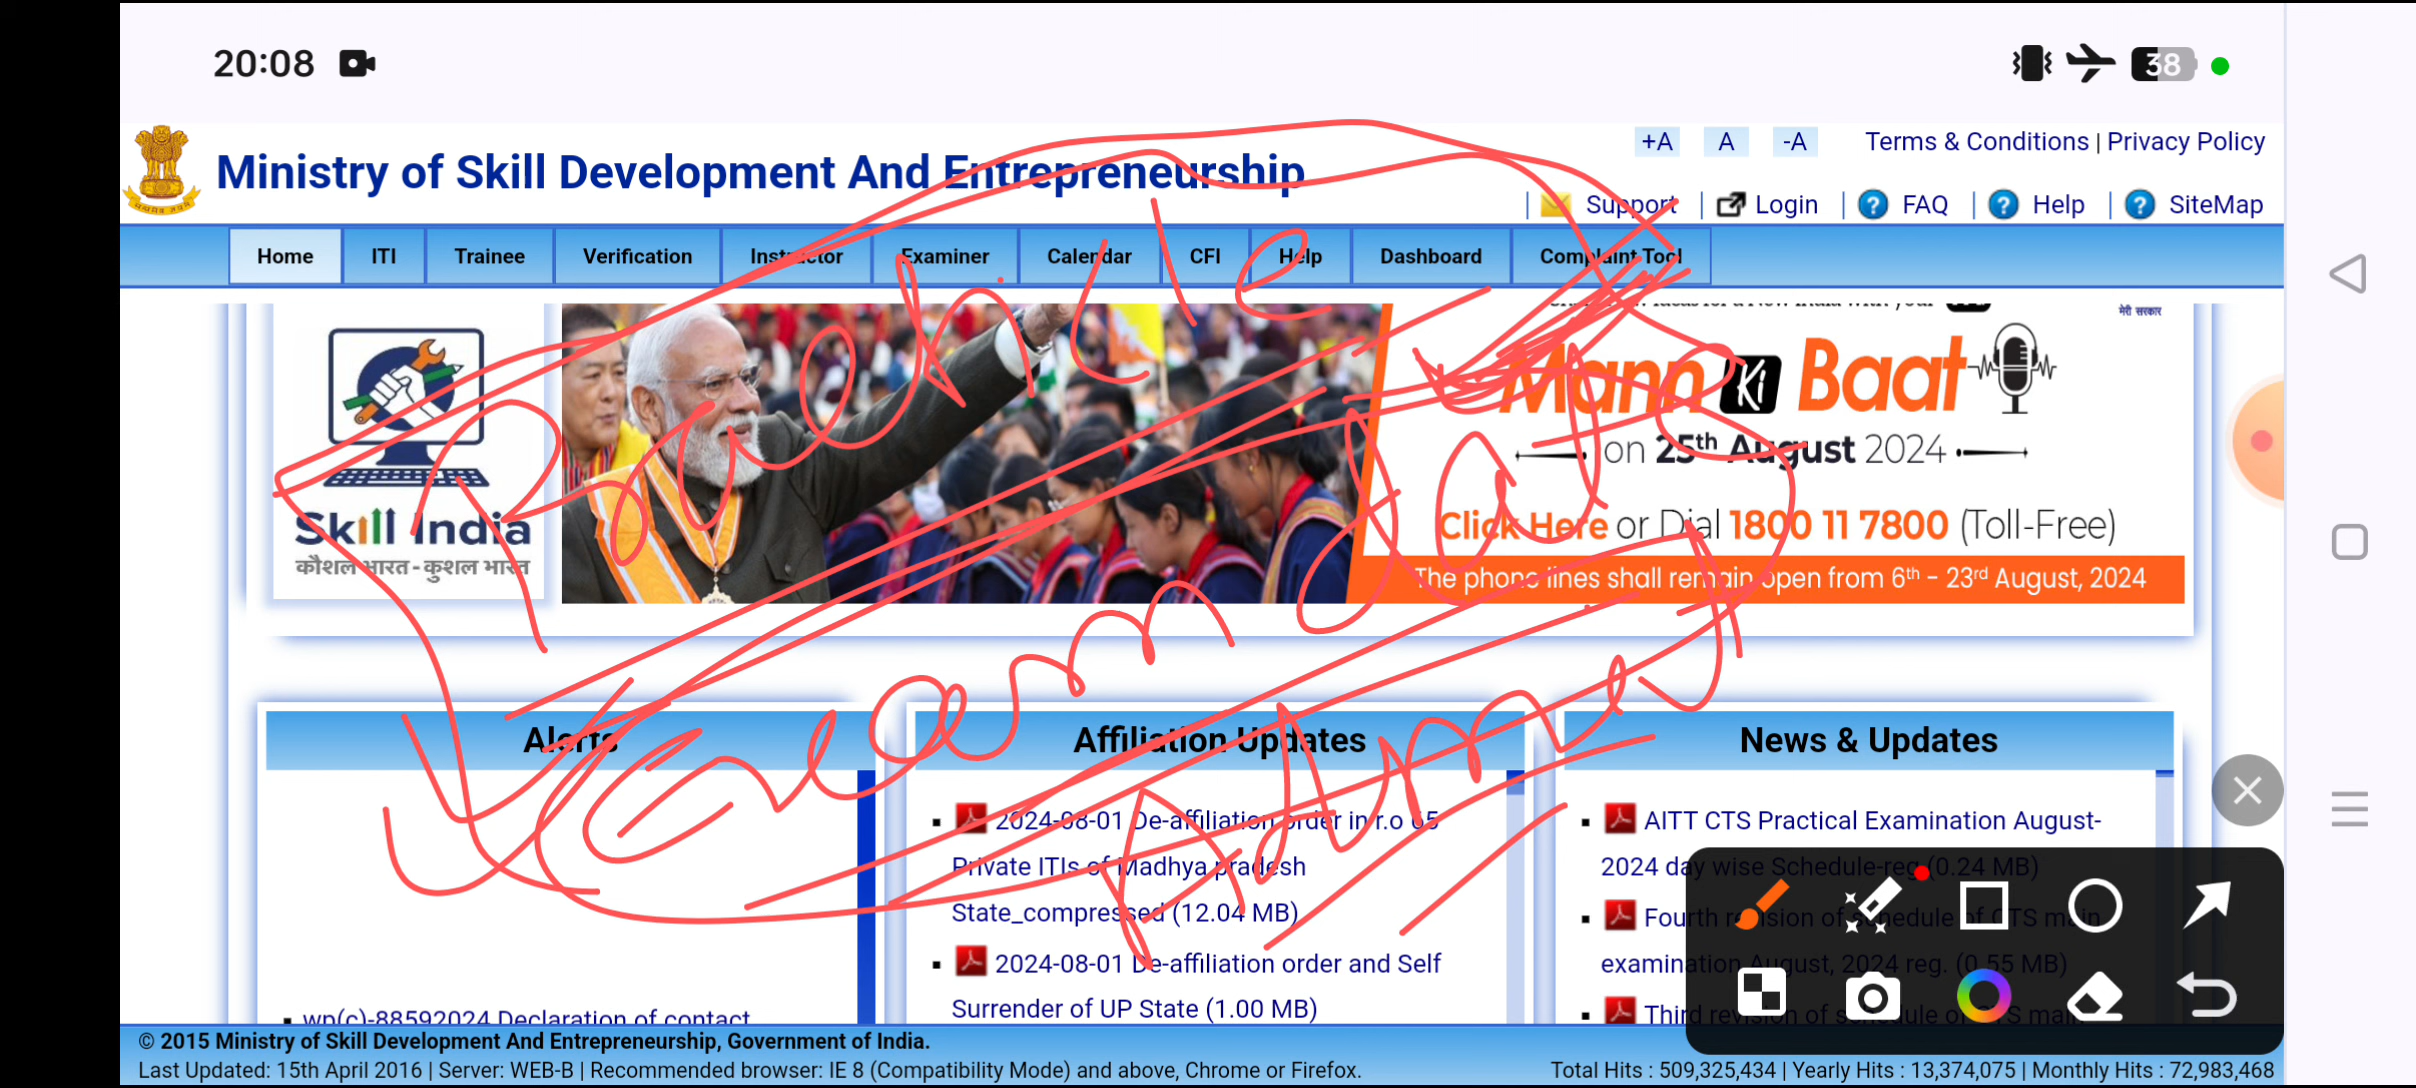 20:08
38
Ministry of Skill Development And Entrepreneurship
+A A -A Terms & Conditions | Privacy Policy
| Support | Login | FAQ | Help | SiteMap
Home ITI Trainee Verification Instructor Examiner Calendar CFI Help Dashboard Complaint Tool
मेरी सरकार
Mann Ki Baat
on 25th August 2024
Skill India
कौशल भारत - कुशल भारत
Click Here or Dial 1800 11 7800 (Toll-Free)
The phone lines shall remain open from 6th - 23rd August, 2024
Practicle
Exam date
Admit
Alerts
Affiliation Updates
News & Updates
wp(c)-88592024 Declaration of contact
2024-08-01 De-affiliation order in r.o 65
Private ITIs of Madhya pradesh
State_compressed (12.04 MB)
2024-08-01 De-affiliation order and Self
Surrender of UP State (1.00 MB)
AITT CTS Practical Examination August-
2024 day wise Schedule-reg (0.24 MB)
Fourth revision of schedule of CTS main
examination August, 2024 reg. (0.55 MB)
Third revision of schedule of CTS main
© 2015 Ministry of Skill Development And Entrepreneurship, Government of India.
Last Updated: 15th April 2016 | Server: WEB-B | Recommended browser: IE 8 (Compatibility Mode) and above, Chrome or Firefox.
Total Hits : 509,325,434 | Yearly Hits : 13,374,075 | Monthly Hits : 72,983,468